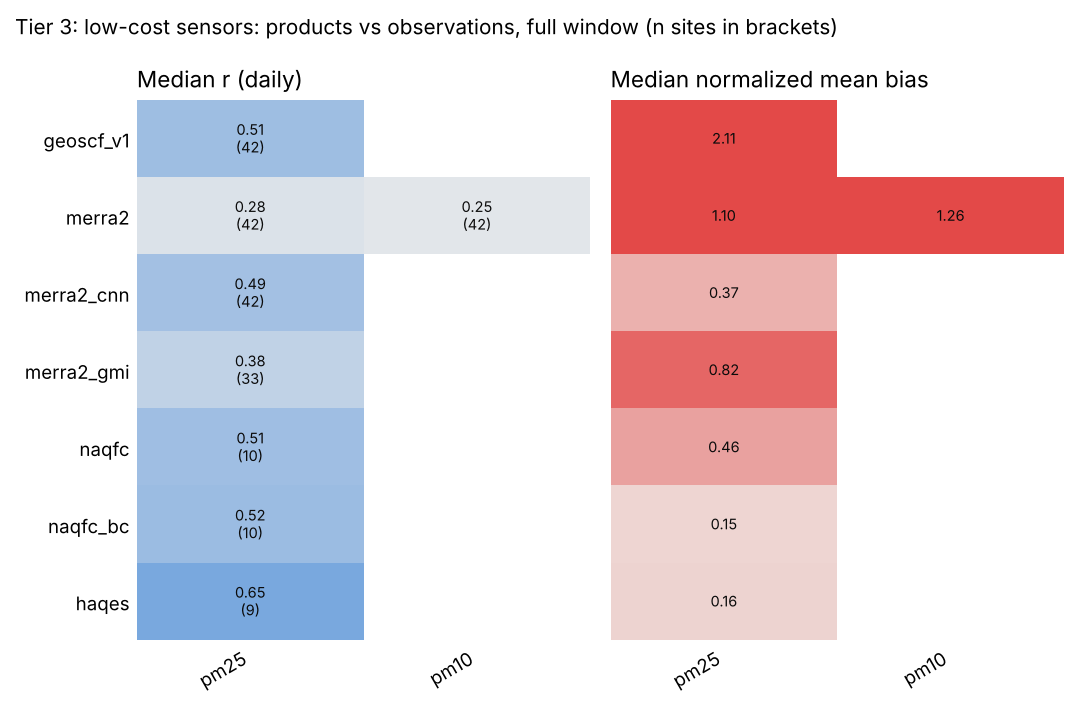 Tier 3: low-cost sensors: products vs observations, full window (n sites in brackets)
Median r (daily)
Median normalized mean bias
geoscf_v1
0.51
(42)
2.11
merra2
0.28
(42)
0.25
(42)
1.10
1.26
merra2_cnn
0.49
(42)
0.37
merra2_gmi
0.38
(33)
0.82
naqfc
0.51
(10)
0.46
naqfc_bc
0.52
(10)
0.15
haqes
0.65
(9)
0.16
pm25
pm10
pm25
pm10